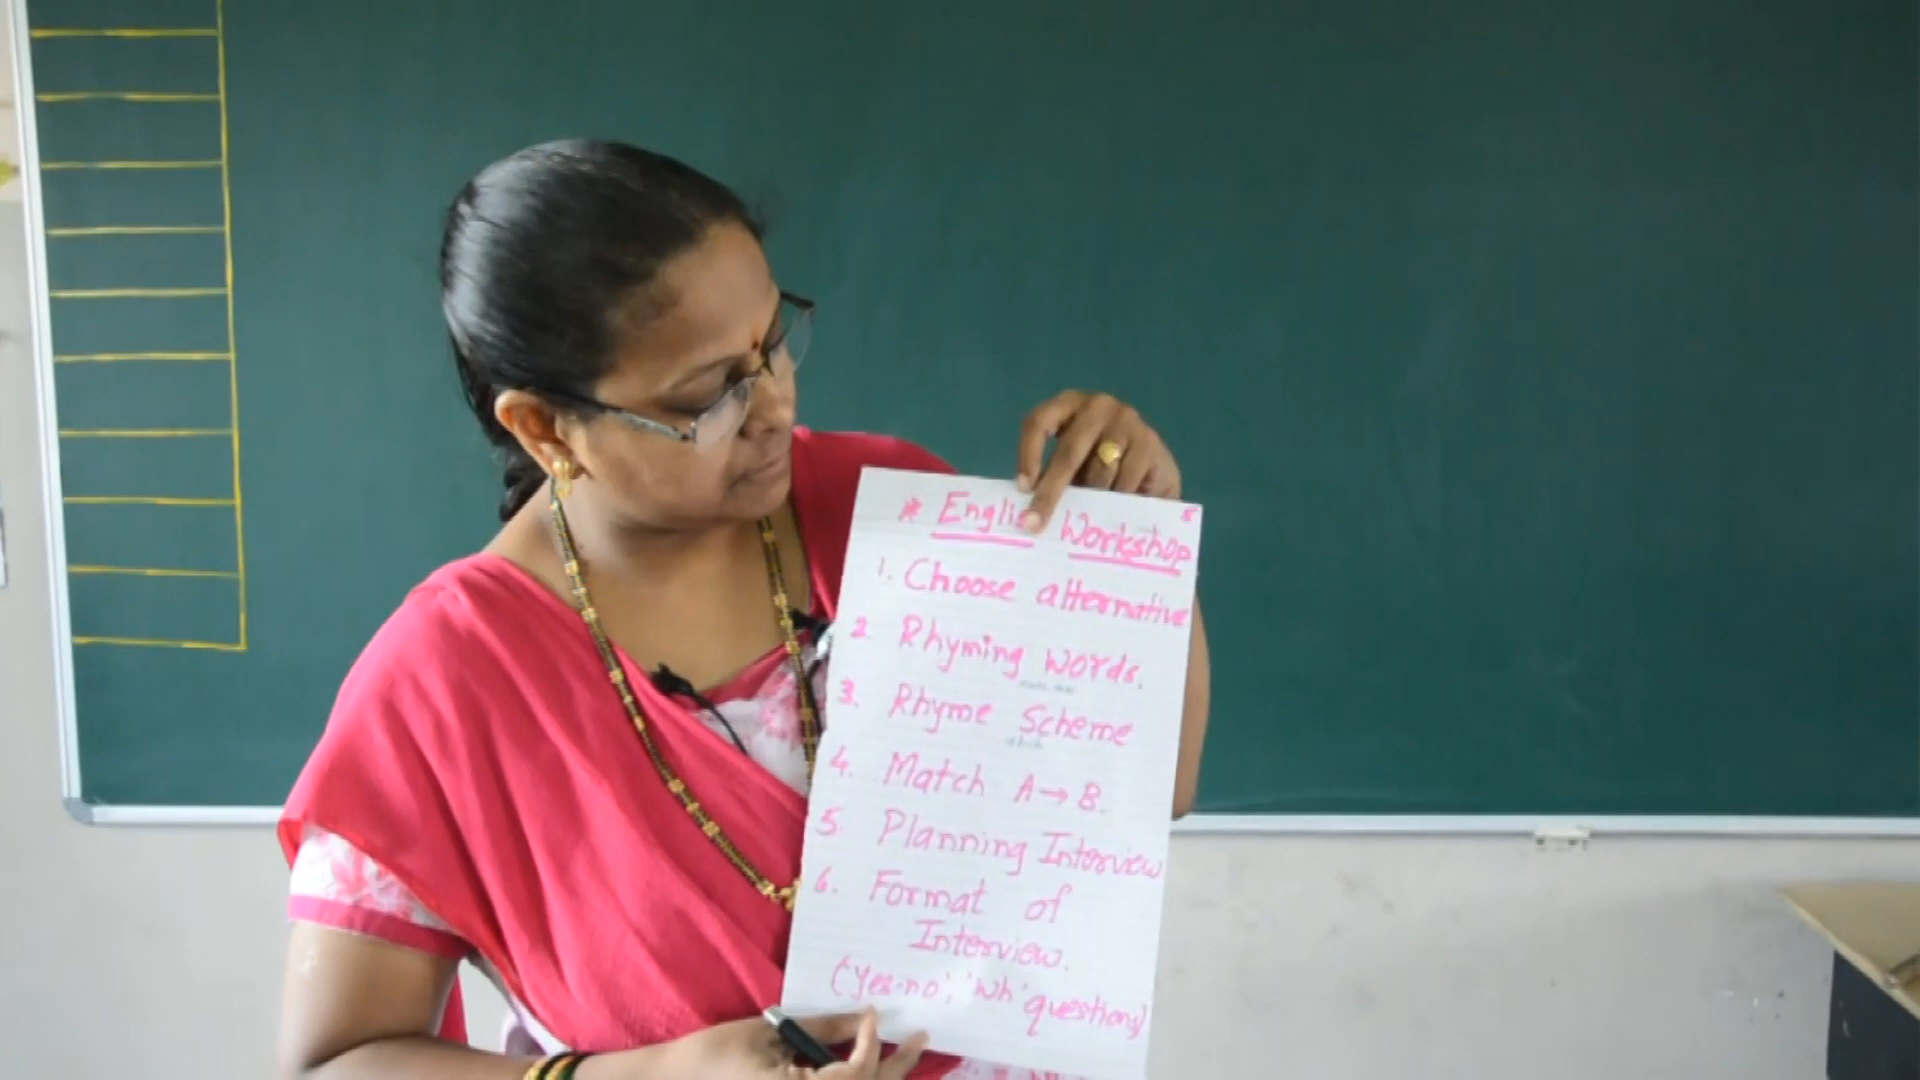 * English Workshop
1. Choose alternative
2. Rhyming words.
3. Rhyme Scheme
4. Match A→B.
5. Planning Interview
6. Format of
Interview.
('Yes-no', 'Wh' questions)